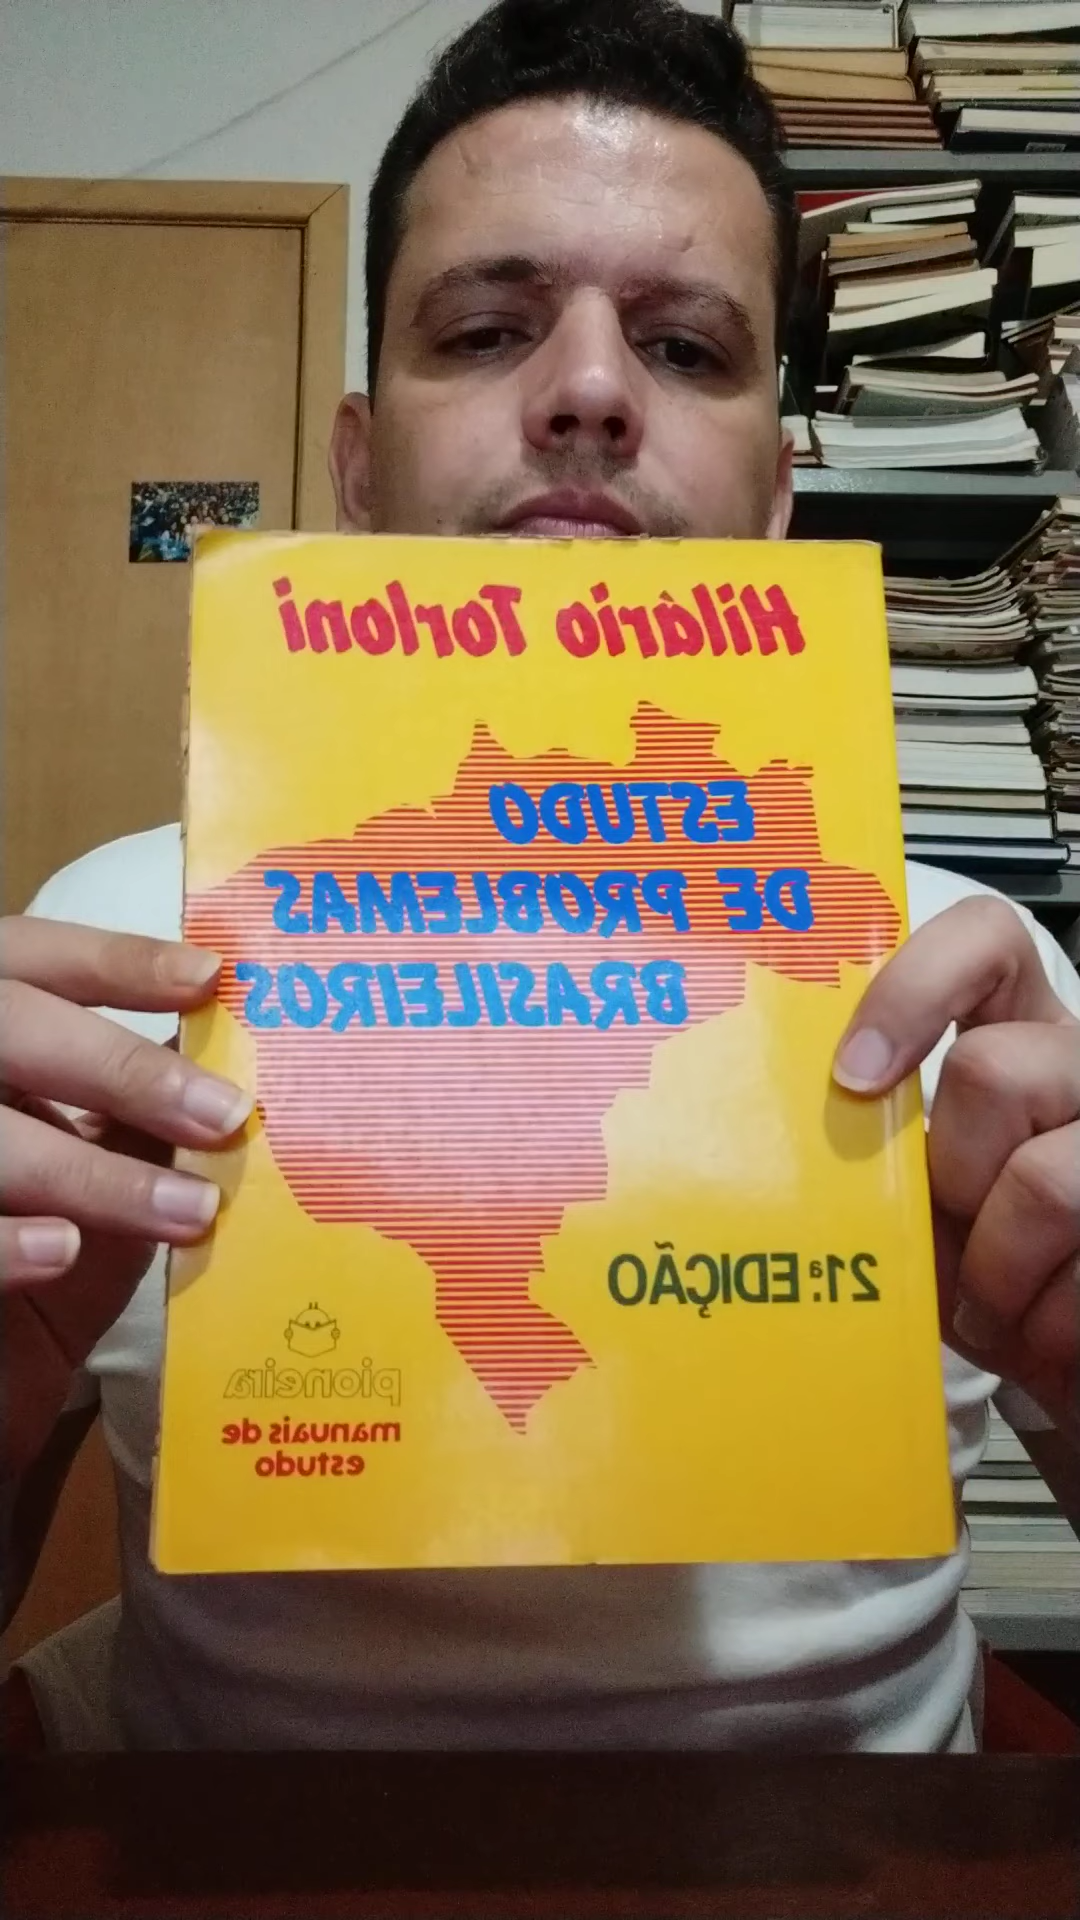 Hilário Torloni
ESTUDO
DE PROBLEMAS
BRASILEIROS
21ª EDIÇÃO
pioneira
manuais de
estudo